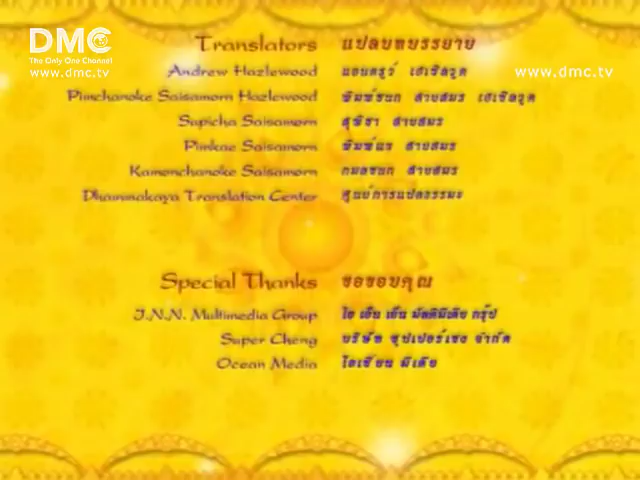 DMC
The Only One Channel
www.dmc.tv
www.dmc.tv
Translators แปลบทบรรยาย
Andrew Hazlewood แอนดรูว์ เฮเซิลวูด
Pimchanoke Saisamorn Hazlewood พิมพ์ชนก สายสมร เฮเซิลวูด
Supicha Saisamorn สุพิชา สายสมร
Pimkae Saisamorn พิมพ์แข สายสมร
Kamonchanoke Saisamorn กมลชนก สายสมร
Dhammakaya Translation Center ศูนย์การแปลธรรมะ
Special Thanks ขอขอบคุณ
I.N.N. Multimedia Group ไอ เอ็น เอ็น มัลติมีเดีย กรุ๊ป
Super Cheng บริษัท ซุปเปอร์เซง จำกัด
Ocean Media โอเชี่ยน มีเดีย